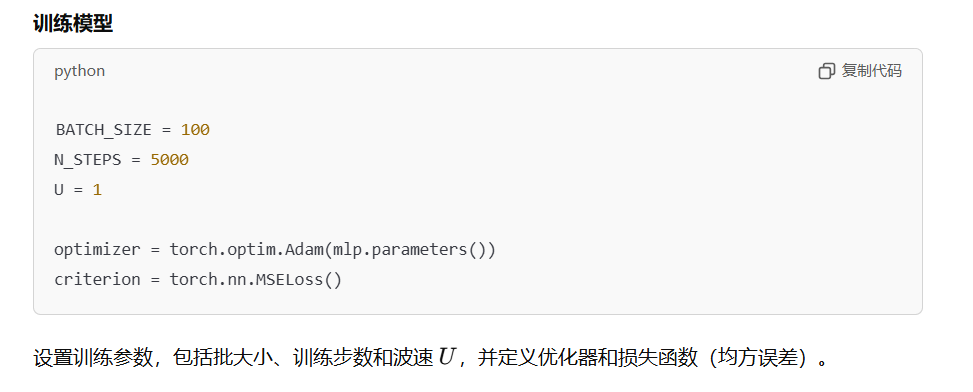 训练模型
python
复制代码
BATCH_SIZE = 100
N_STEPS = 5000
U = 1
optimizer = torch.optim.Adam(mlp.parameters())
criterion = torch.nn.MSELoss()
设置训练参数，包括批大小、训练步数和波速U，并定义优化器和损失函数（均方误差）。